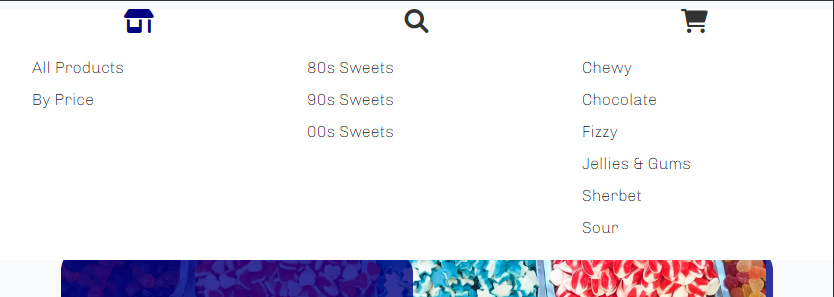 All Products
By Price
80s Sweets
90s Sweets
00s Sweets
Chewy
Chocolate
Fizzy
Jellies & Gums
Sherbet
Sour